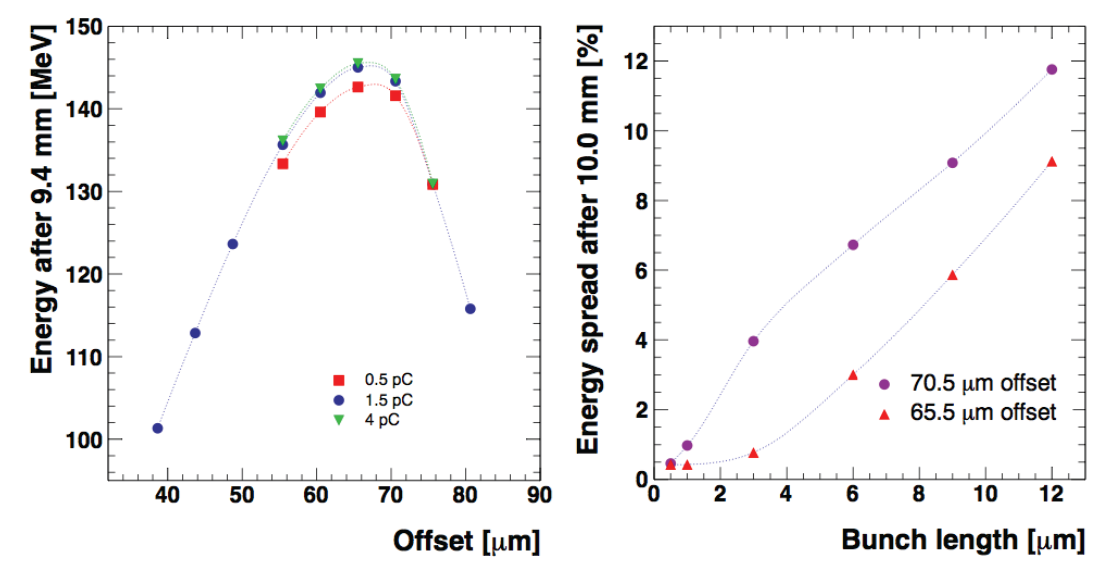 Energy after 9.4 mm [MeV]
150
140
130
120
110
100
40 50 60 70 80 90
Offset [μm]
0.5 pC
1.5 pC
4 pC
Energy spread after 10.0 mm [%]
12
10
8
6
4
2
0
0 2 4 6 8 10 12
Bunch length [μm]
70.5 μm offset
65.5 μm offset